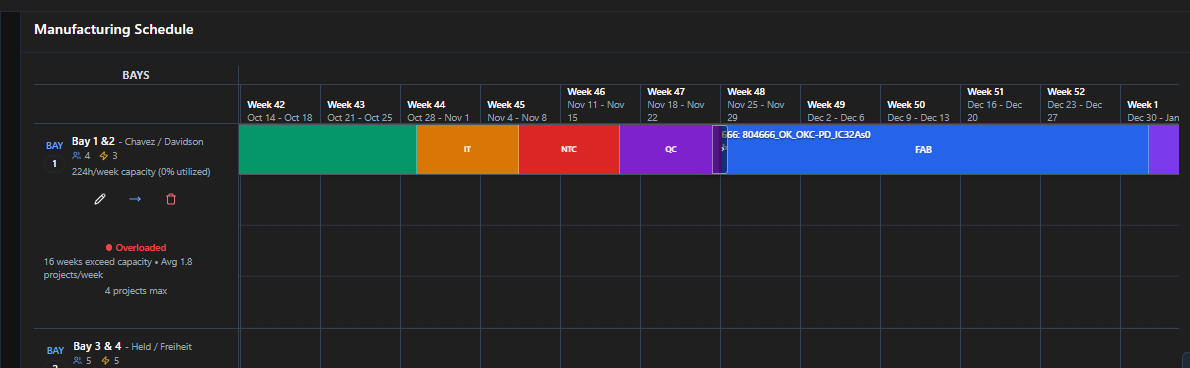 Manufacturing Schedule
BAYS
Week 42
Oct 14 - Oct 18
Week 43
Oct 21 - Oct 25
Week 44
Oct 28 - Nov 1
Week 45
Nov 4 - Nov 8
Week 46
Nov 11 - Nov
15
Week 47
Nov 18 - Nov
22
Week 48
Nov 25 - Nov
29
Week 49
Dec 2 - Dec 6
Week 50
Dec 9 - Dec 13
Week 51
Dec 16 - Dec
20
Week 52
Dec 23 - Dec
27
Week 1
Dec 30 - Jan
BAY
1
Bay 1 &2 - Chavez / Davidson
4 3
224h/week capacity (0% utilized)
IT
NTC
QC
666: 804666_OK_OKC-PD_IC32As0
FAB
Overloaded
16 weeks exceed capacity • Avg 1.8
projects/week
4 projects max
BAY
Bay 3 & 4 - Held / Freiheit
5 5